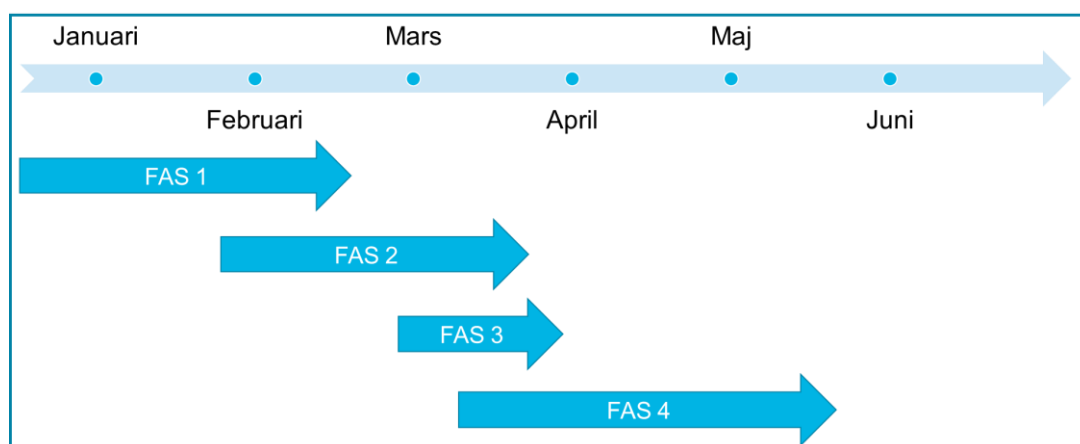 Januari
Mars
Maj
Februari
April
Juni
FAS 1
FAS 2
FAS 3
FAS 4